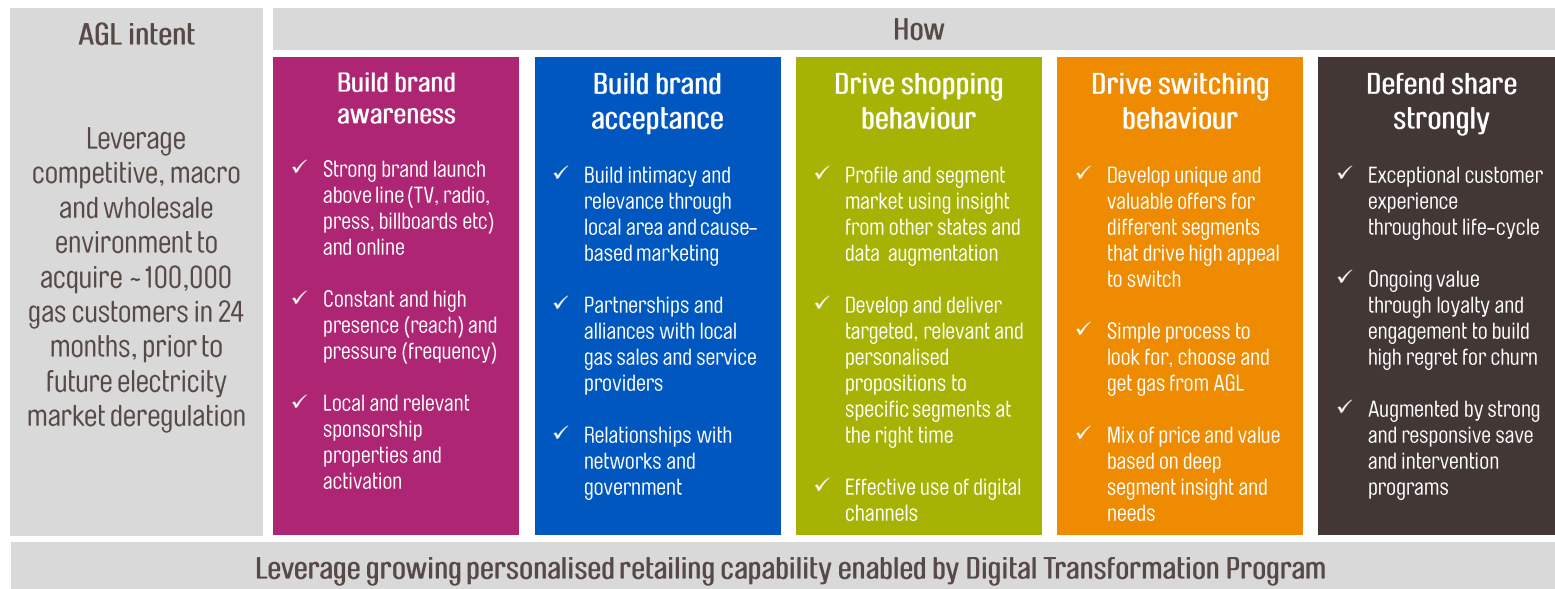 AGL intent
Leverage
competitive, macro
and wholesale
environment to
acquire ~100,000
gas customers in 24
months, prior to
future electricity
market deregulation
How
Build brand
awareness
✓ Strong brand launch
above line (TV, radio,
press, billboards etc)
and online
✓ Constant and high
presence (reach) and
pressure (frequency)
✓ Local and relevant
sponsorship
properties and
activation
Build brand
acceptance
✓ Build intimacy and
relevance through
local area and cause-
based marketing
✓ Partnerships and
alliances with local
gas sales and service
providers
✓ Relationships with
networks and
government
Drive shopping
behaviour
✓ Profile and segment
market using insight
from other states and
data augmentation
✓ Develop and deliver
targeted, relevant and
personalised
propositions to
specific segments at
the right time
✓ Effective use of digital
channels
Drive switching
behaviour
✓ Develop unique and
valuable offers for
different segments
that drive high appeal
to switch
✓ Simple process to
look for, choose and
get gas from AGL
✓ Mix of price and value
based on deep
segment insight and
needs
Defend share
strongly
✓ Exceptional customer
experience
throughout life-cycle
✓ Ongoing value
through loyalty and
engagement to build
high regret for churn
✓ Augmented by strong
and responsive save
and intervention
programs
Leverage growing personalised retailing capability enabled by Digital Transformation Program